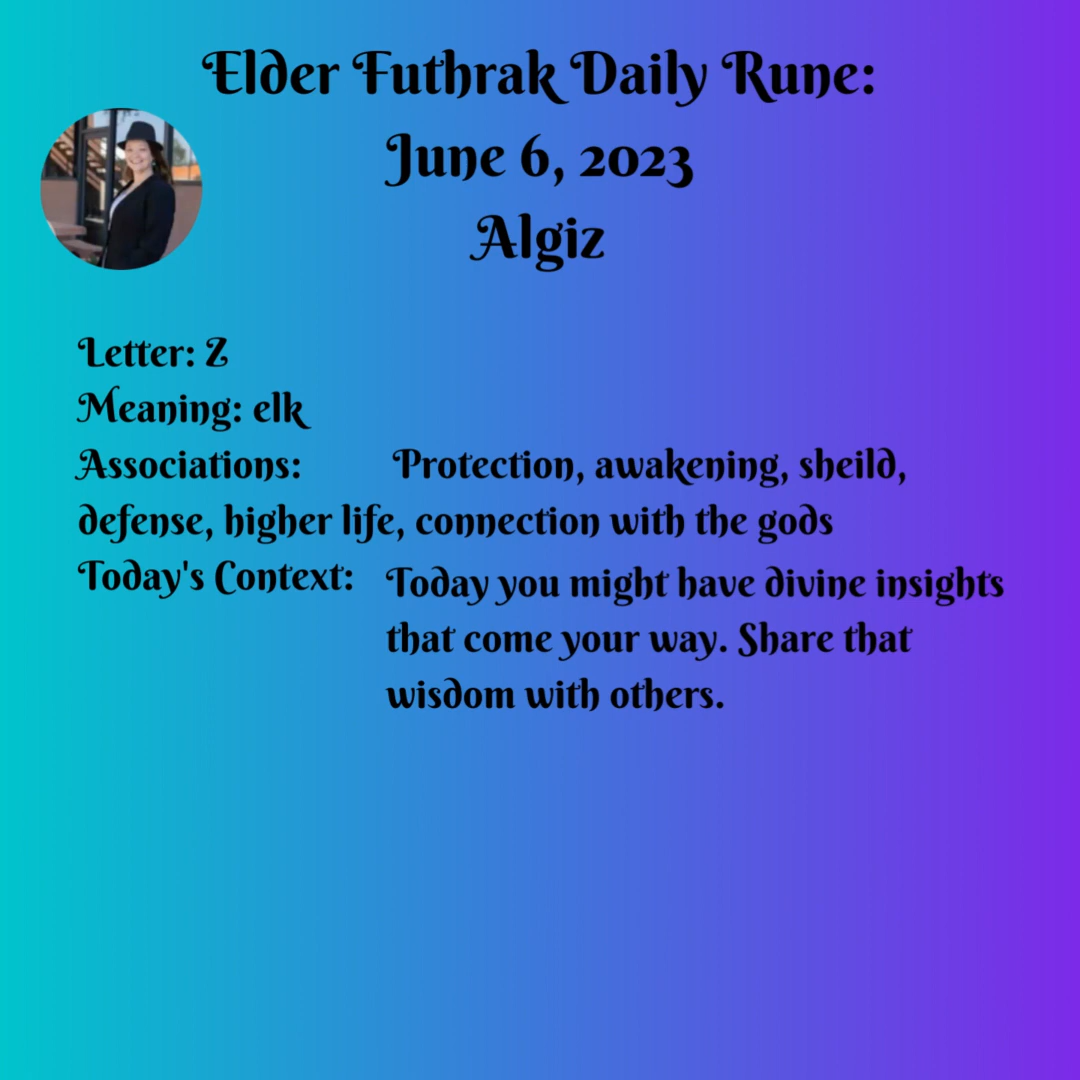 Elder Futhrak Daily Rune:
June 6, 2023
Algiz
Letter: Z
Meaning: elk
Associations: Protection, awakening, sheild,
defense, higher life, connection with the gods
Today's Context: Today you might have divine insights
that come your way. Share that
wisdom with others.